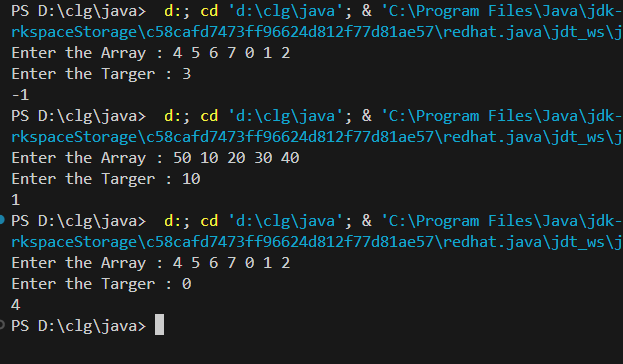 PS D:\clg\java>  d:; cd 'd:\clg\java'; & 'C:\Program Files\Java\jdk-
rkspaceStorage\c58cafd7473ff96624d812f77d81ae57\redhat.java\jdt_ws\j
Enter the Array : 4 5 6 7 0 1 2
Enter the Targer : 3
-1
PS D:\clg\java>  d:; cd 'd:\clg\java'; & 'C:\Program Files\Java\jdk-
rkspaceStorage\c58cafd7473ff96624d812f77d81ae57\redhat.java\jdt_ws\j
Enter the Array : 50 10 20 30 40
Enter the Targer : 10
1
PS D:\clg\java>  d:; cd 'd:\clg\java'; & 'C:\Program Files\Java\jdk-
rkspaceStorage\c58cafd7473ff96624d812f77d81ae57\redhat.java\jdt_ws\j
Enter the Array : 4 5 6 7 0 1 2
Enter the Targer : 0
4
PS D:\clg\java>